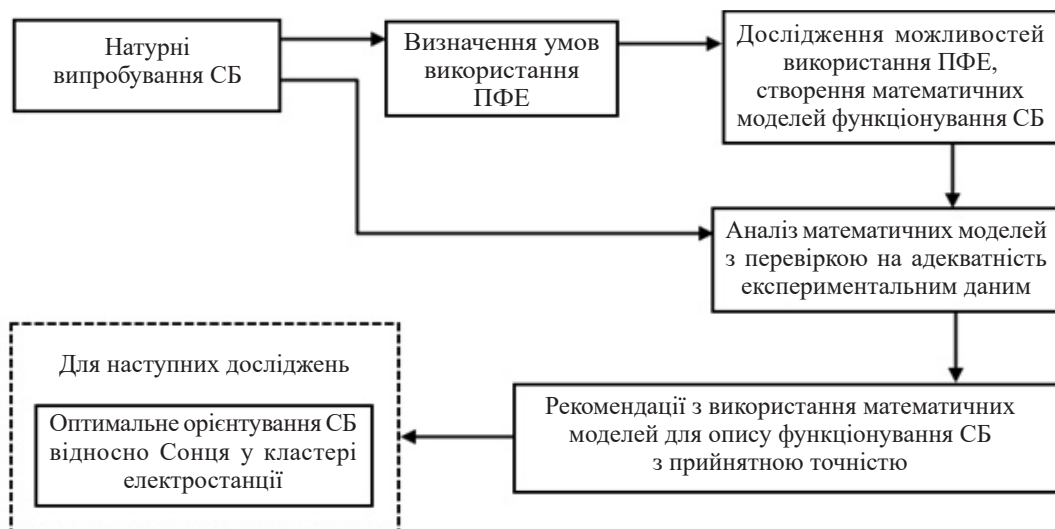 Натурні
випробування СБ
Визначення умов
використання
ПФЕ
Дослідження можливостей
використання ПФЕ,
створення математичних
моделей функціонування СБ
Аналіз математичних моделей
з перевіркою на адекватність
експериментальним даним
Для наступних досліджень
Оптимальне орієнтування СБ
відносно Сонця у кластері
електростанції
Рекомендації з використання математичних
моделей для опису функціонування СБ
з прийнятною точністю